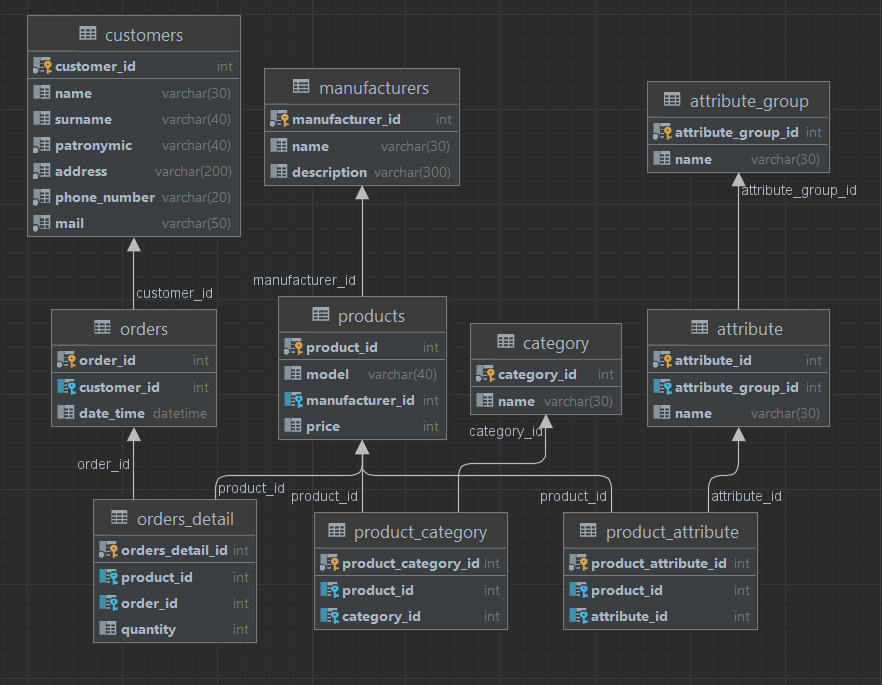 customers
customer_id int
name varchar(30)
surname varchar(40)
patronymic varchar(40)
address varchar(200)
phone_number varchar(20)
mail varchar(50)
manufacturers
manufacturer_id int
name varchar(30)
description varchar(300)
attribute_group
attribute_group_id int
name varchar(30)
attribute_group_id
customer_id
manufacturer_id
orders
order_id int
customer_id int
date_time datetime
products
product_id int
model varchar(40)
manufacturer_id int
price int
category
category_id int
name varchar(30)
attribute
attribute_id int
attribute_group_id int
name varchar(30)
order_id
product_id
product_id
category_id
product_id
attribute_id
orders_detail
orders_detail_id int
product_id int
order_id int
quantity int
product_category
product_category_id int
product_id int
category_id int
product_attribute
product_attribute_id int
product_id int
attribute_id int